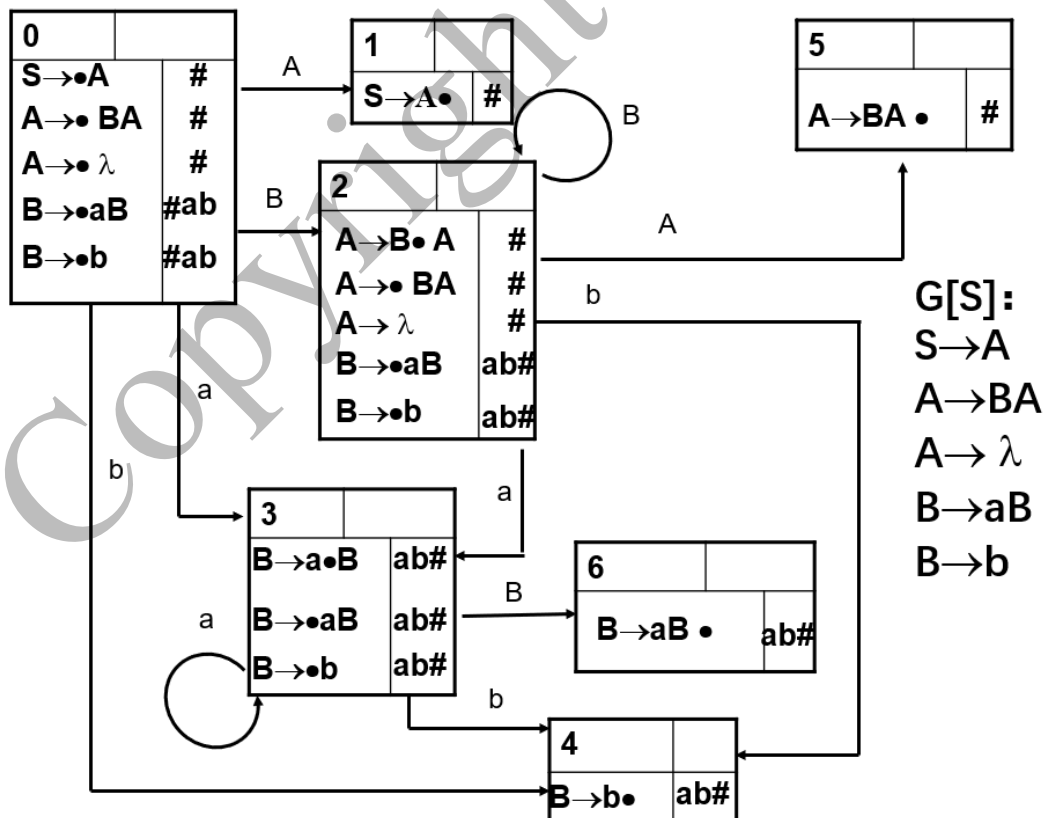 0
S→•A #
A→• BA #
A→• λ #
B→•aB #ab
B→•b #ab
A
1
S→A• #
B
B
2
A→B• A #
A→• BA #
A→ λ #
B→•aB ab#
B→•b ab#
5
A→BA • #
A
b
G[S]:
S→A
A→BA
A→ λ
B→aB
B→b
a
b
a
3
B→a•B ab#
B→•aB ab#
B→•b ab#
a
B
6
B→aB • ab#
b
4
B→b• ab#
Copyright